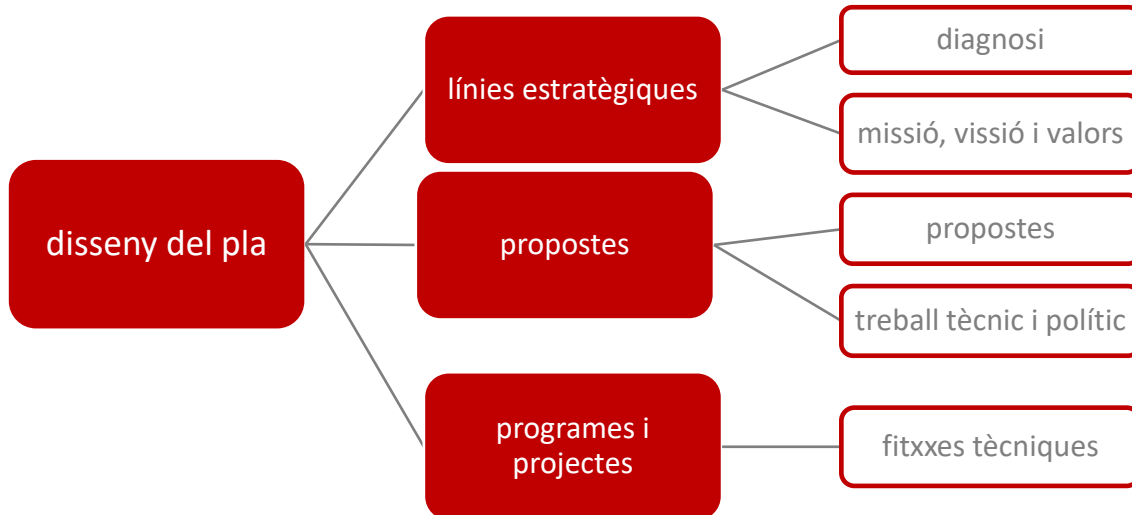 disseny del pla
línies estratègiques
diagnosi
missió, vissió i valors
propostes
propostes
treball tècnic i polític
programes i
projectes
fitxxes tècniques